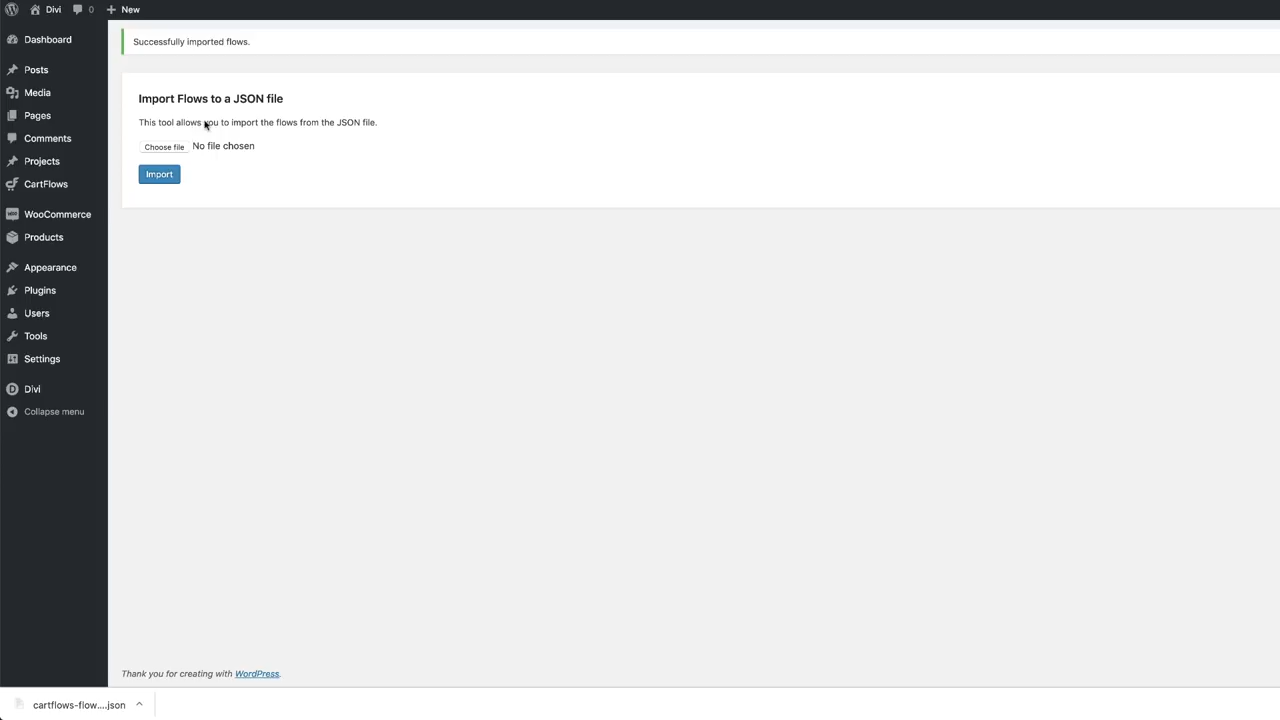 Divi 0 New
Dashboard
Posts
Media
Pages
Comments
Projects
CartFlows
WooCommerce
Products
Appearance
Plugins
Users
Tools
Settings
Divi
Collapse menu
Successfully imported flows.
Import Flows to a JSON file
This tool allows you to import the flows from the JSON file.
Choose file No file chosen
Import
Thank you for creating with WordPress.
cartflows-flow....json